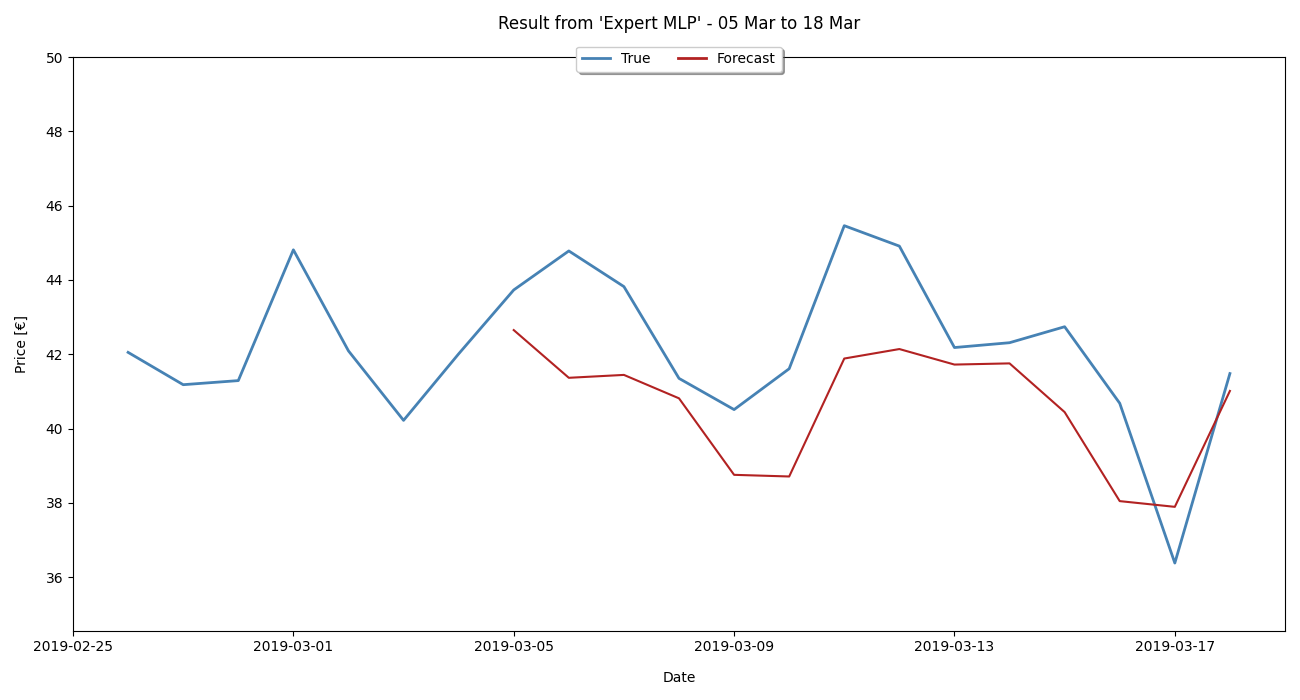 Result from 'Expert MLP' - 05 Mar to 18 Mar
True
Forecast
50
48
46
44
42
40
38
36
Price [€]
2019-02-25
2019-03-01
2019-03-05
2019-03-09
2019-03-13
2019-03-17
Date